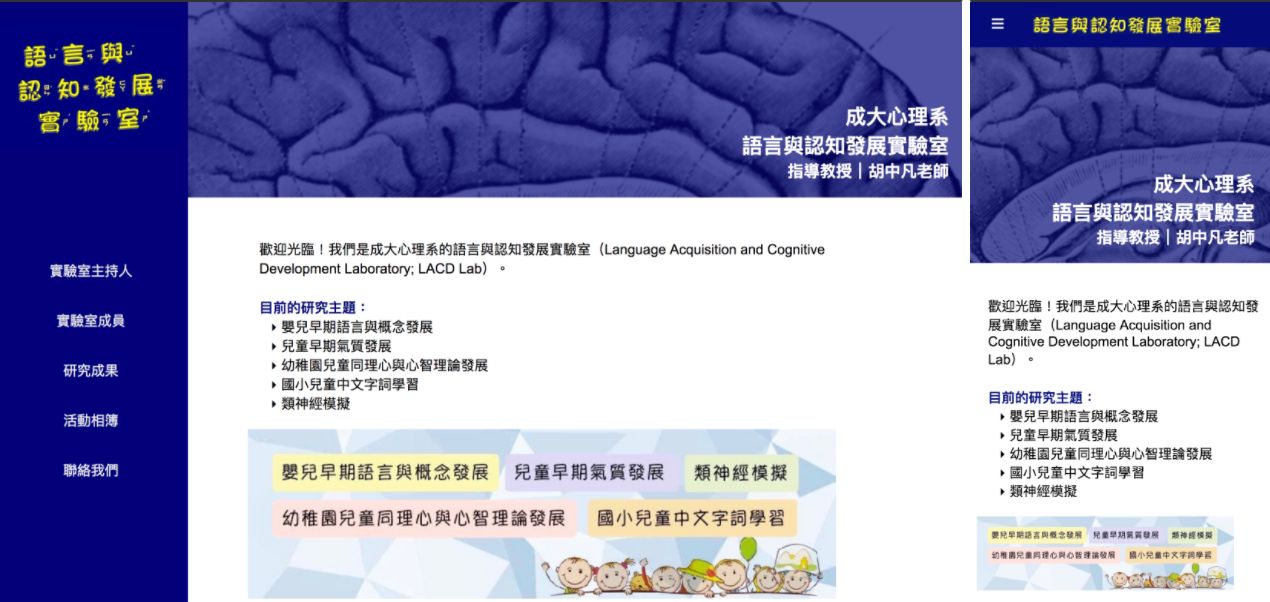 語言與
認知發展
實驗室
實驗室主持人
實驗室成員
研究成果
活動相簿
聯絡我們
成大心理系
語言與認知發展實驗室
指導教授｜胡中凡老師
歡迎光臨！我們是成大心理系的語言與認知發展實驗室（Language Acquisition and Cognitive
Development Laboratory; LACD Lab）。
目前的研究主題：
嬰兒早期語言與概念發展
兒童早期氣質發展
幼稚園兒童同理心與心智理論發展
國小兒童中文字詞學習
類神經模擬
嬰兒早期語言與概念發展 兒童早期氣質發展 類神經模擬
幼稚園兒童同理心與心智理論發展 國小兒童中文字詞學習
語言與認知發展實驗室
成大心理系
語言與認知發展實驗室
指導教授｜胡中凡老師
歡迎光臨！我們是成大心理系的語言與認知發
展實驗室（Language Acquisition and
Cognitive Development Laboratory; LACD
Lab）。
目前的研究主題：
嬰兒早期語言與概念發展
兒童早期氣質發展
幼稚園兒童同理心與心智理論發展
國小兒童中文字詞學習
類神經模擬
嬰兒早期語言與概念發展 兒童早期氣質發展 類神經模擬
幼稚園兒童同理心與心智理論發展 國小兒童中文字詞學習